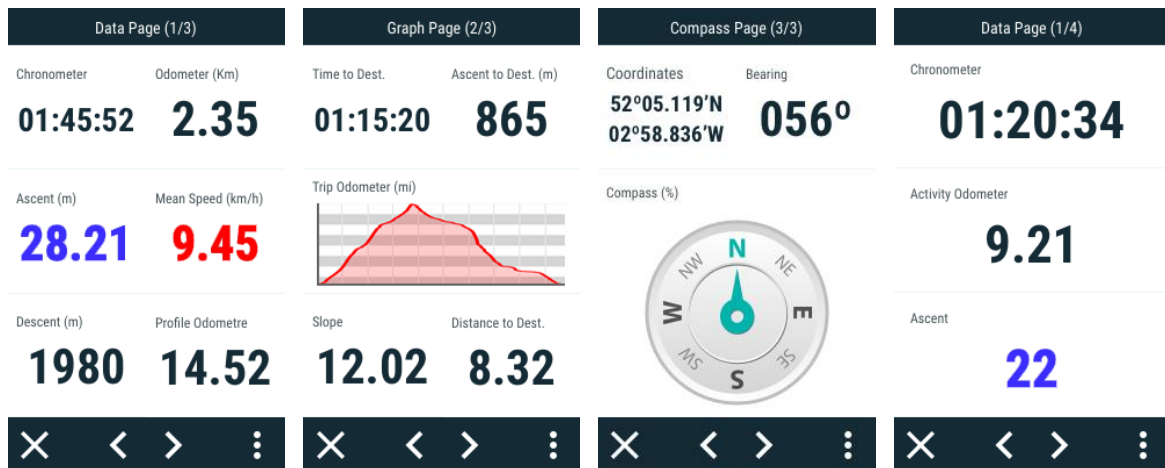 Data Page (1/3)
Chronometer Odometer (Km)
01:45:52 2.35
Ascent (m) Mean Speed (km/h)
28.21 9.45
Descent (m) Profile Odometre
1980 14.52
Graph Page (2/3)
Time to Dest. Ascent to Dest. (m)
01:15:20 865
Trip Odometer (mi)
Slope Distance to Dest.
12.02 8.32
Compass Page (3/3)
Coordinates Bearing
52º05.119’N
02º58.836’W
056º
Compass (%)
N
NW NE
W E
SW SE
S
Data Page (1/4)
Chronometer
01:20:34
Activity Odometer
9.21
Ascent
22